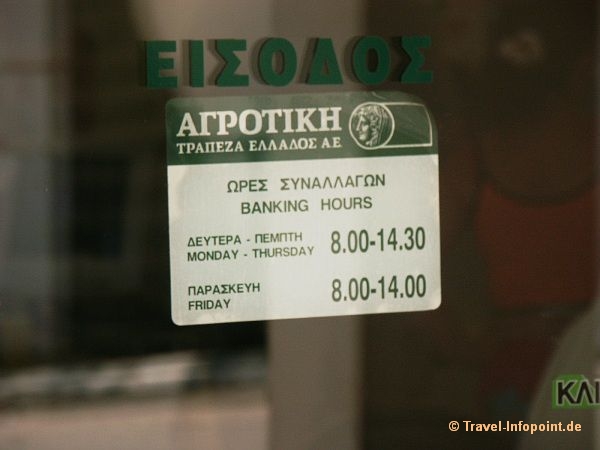 ΕΙΣΟΔΟΣ
ΑΓΡΟΤΙΚΗ
ΤΡΑΠΕΖΑ ΕΛΛΑΔΟΣ Α.Ε
ΩΡΕΣ ΣΥΝΑΛΛΑΓΩΝ
BANKING HOURS
ΔΕΥΤΕΡΑ - ΠΕΜΠΤΗ 8.00-14.30
MONDAY - THURSDAY
ΠΑΡΑΣΚΕΥΗ 8.00-14.00
FRIDAY
© Travel-Infopoint.de